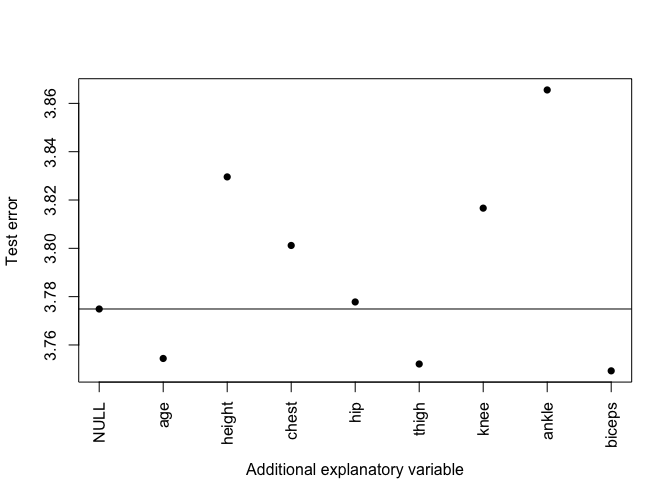 Test error
3.86
3.84
3.82
3.80
3.78
3.76
NULL
age
height
chest
hip
thigh
knee
ankle
biceps
Additional explanatory variable